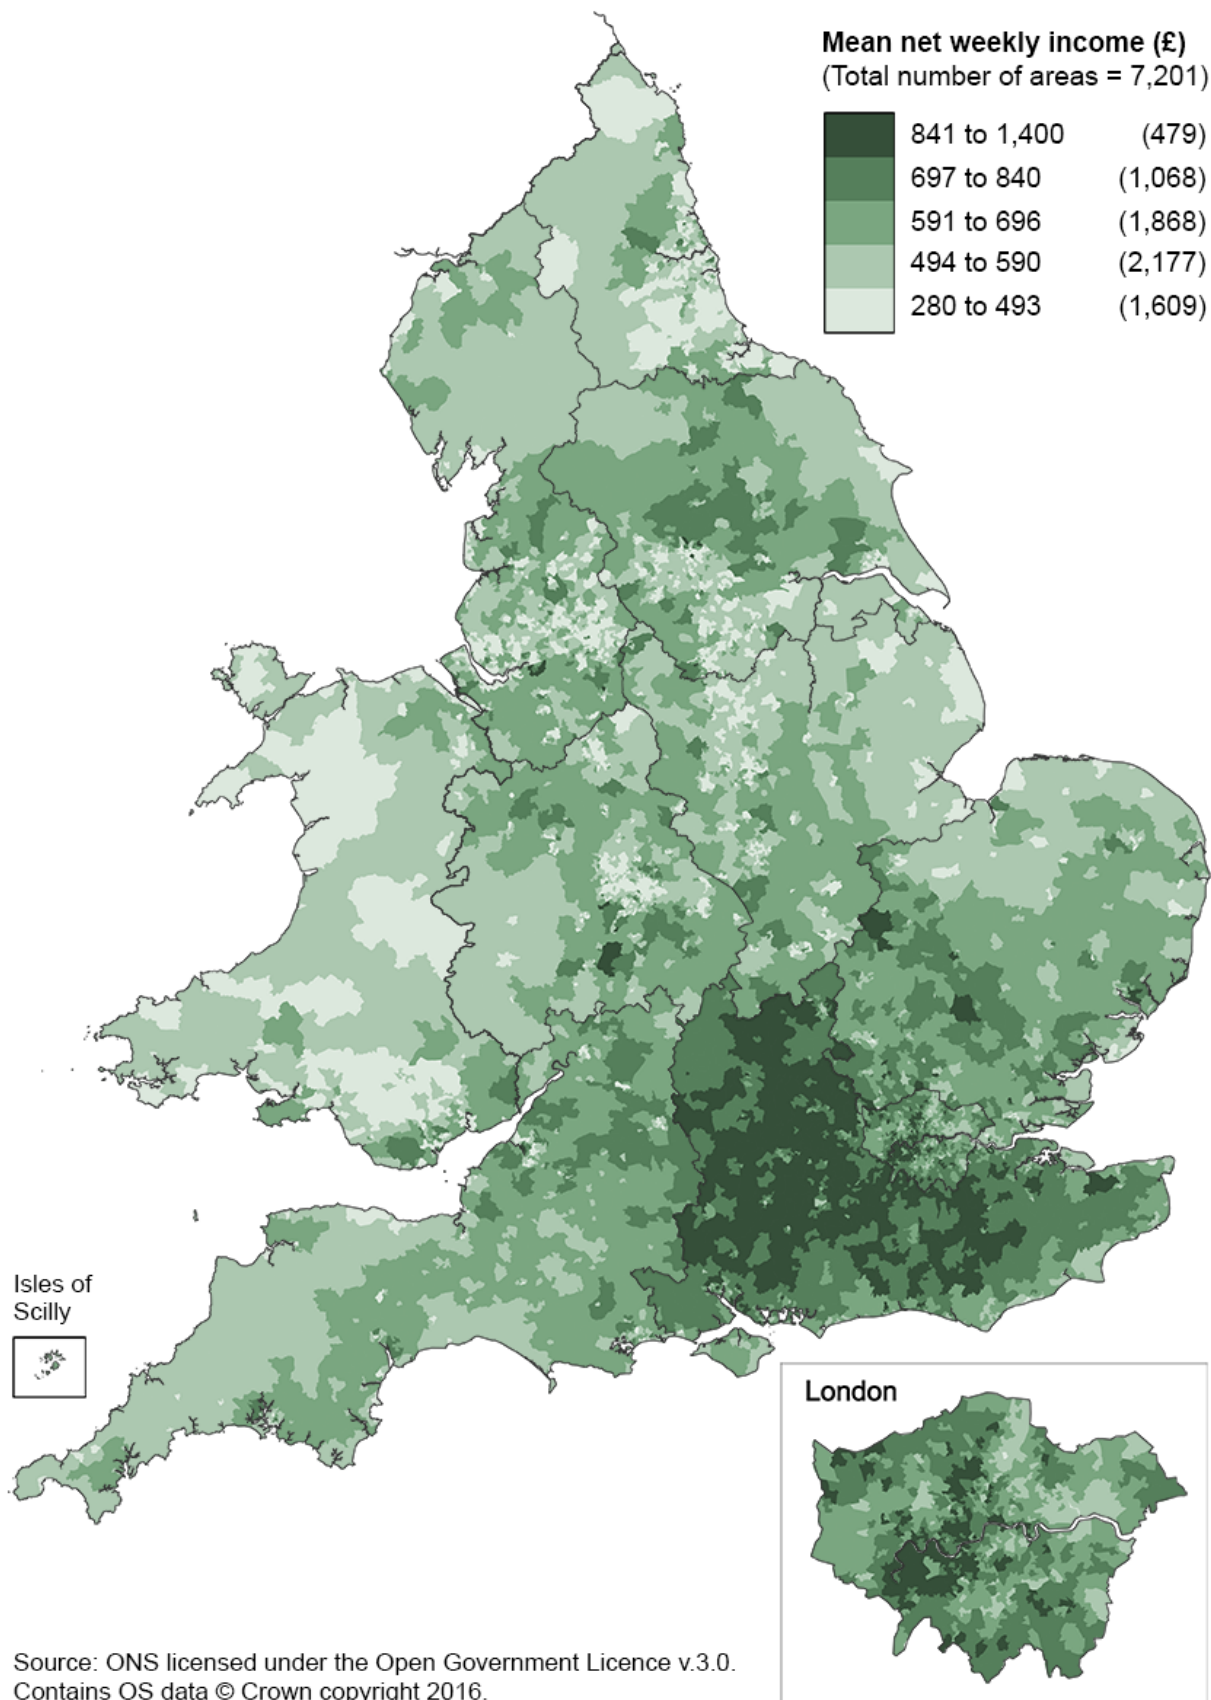 Mean net weekly income (£)
(Total number of areas = 7,201)
841 to 1,400 (479)
697 to 840 (1,068)
591 to 696 (1,868)
494 to 590 (2,177)
280 to 493 (1,609)
Isles of
Scilly
London
Source: ONS licensed under the Open Government Licence v.3.0.
Contains OS data © Crown copyright 2016.